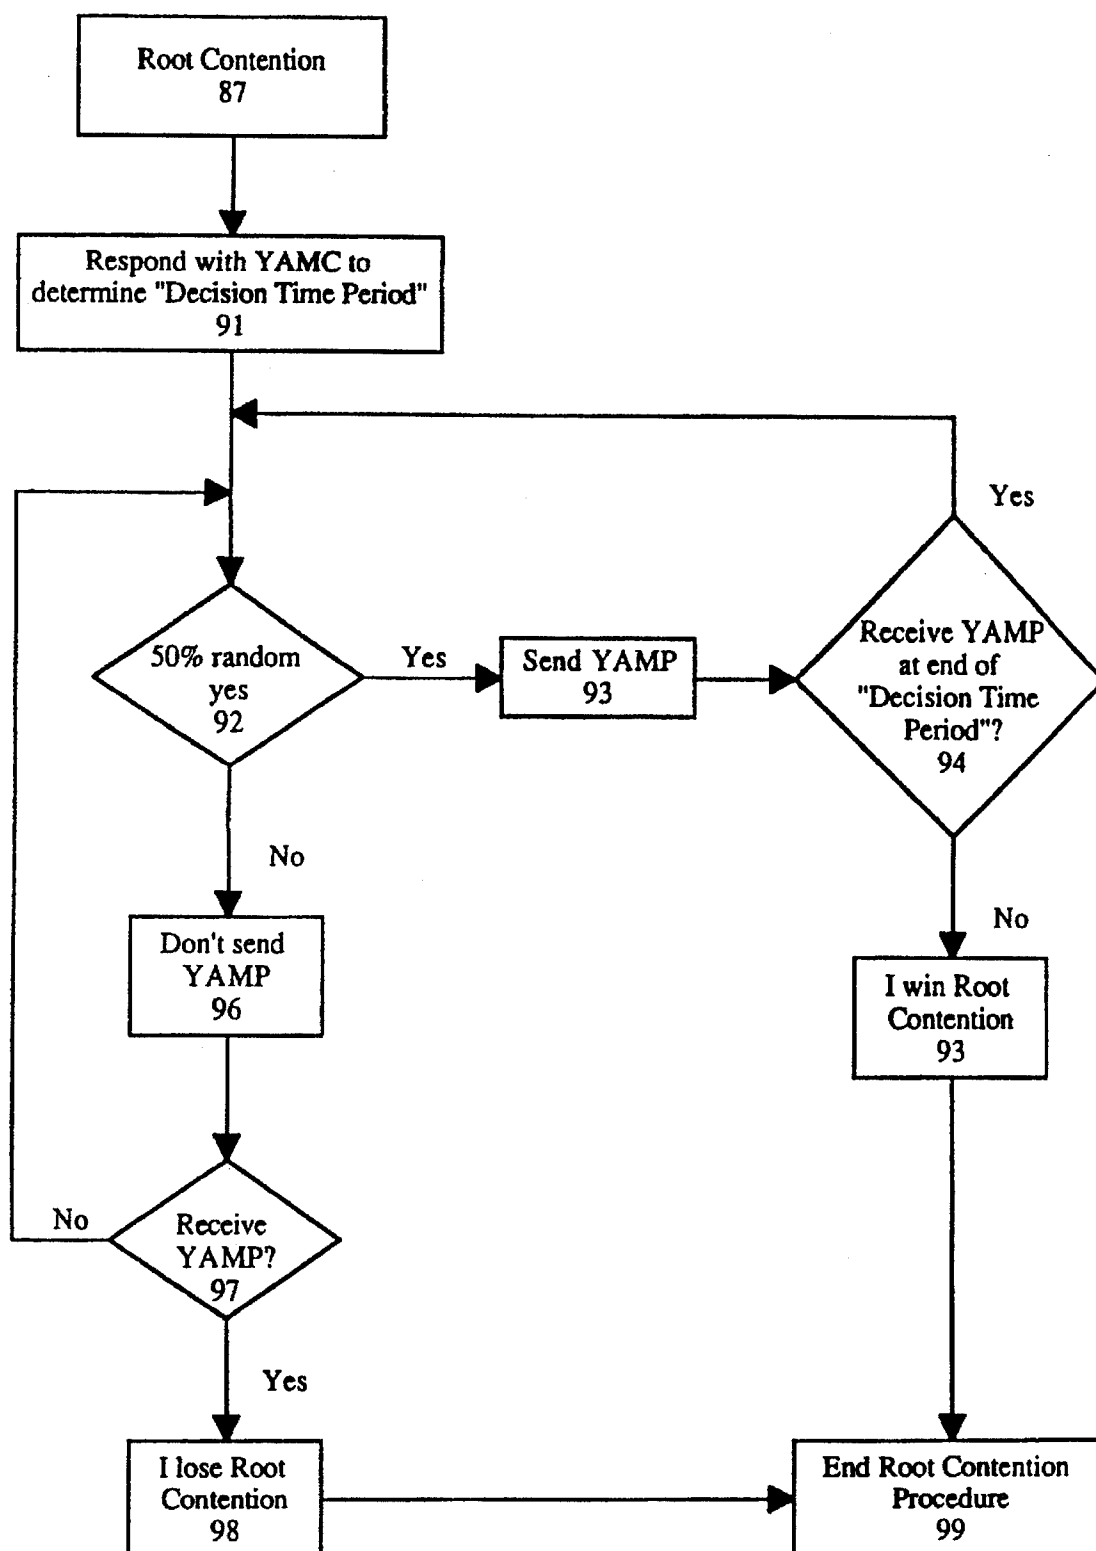 Root Contention
87
Respond with YAMC to
determine "Decision Time Period"
91
Yes
50% random
yes
92
Yes
Send YAMP
93
Receive YAMP
at end of
"Decision Time
Period"?
94
No
Don't send
YAMP
96
No
I win Root
Contention
93
No
Receive
YAMP?
97
Yes
I lose Root
Contention
98
End Root Contention
Procedure
99